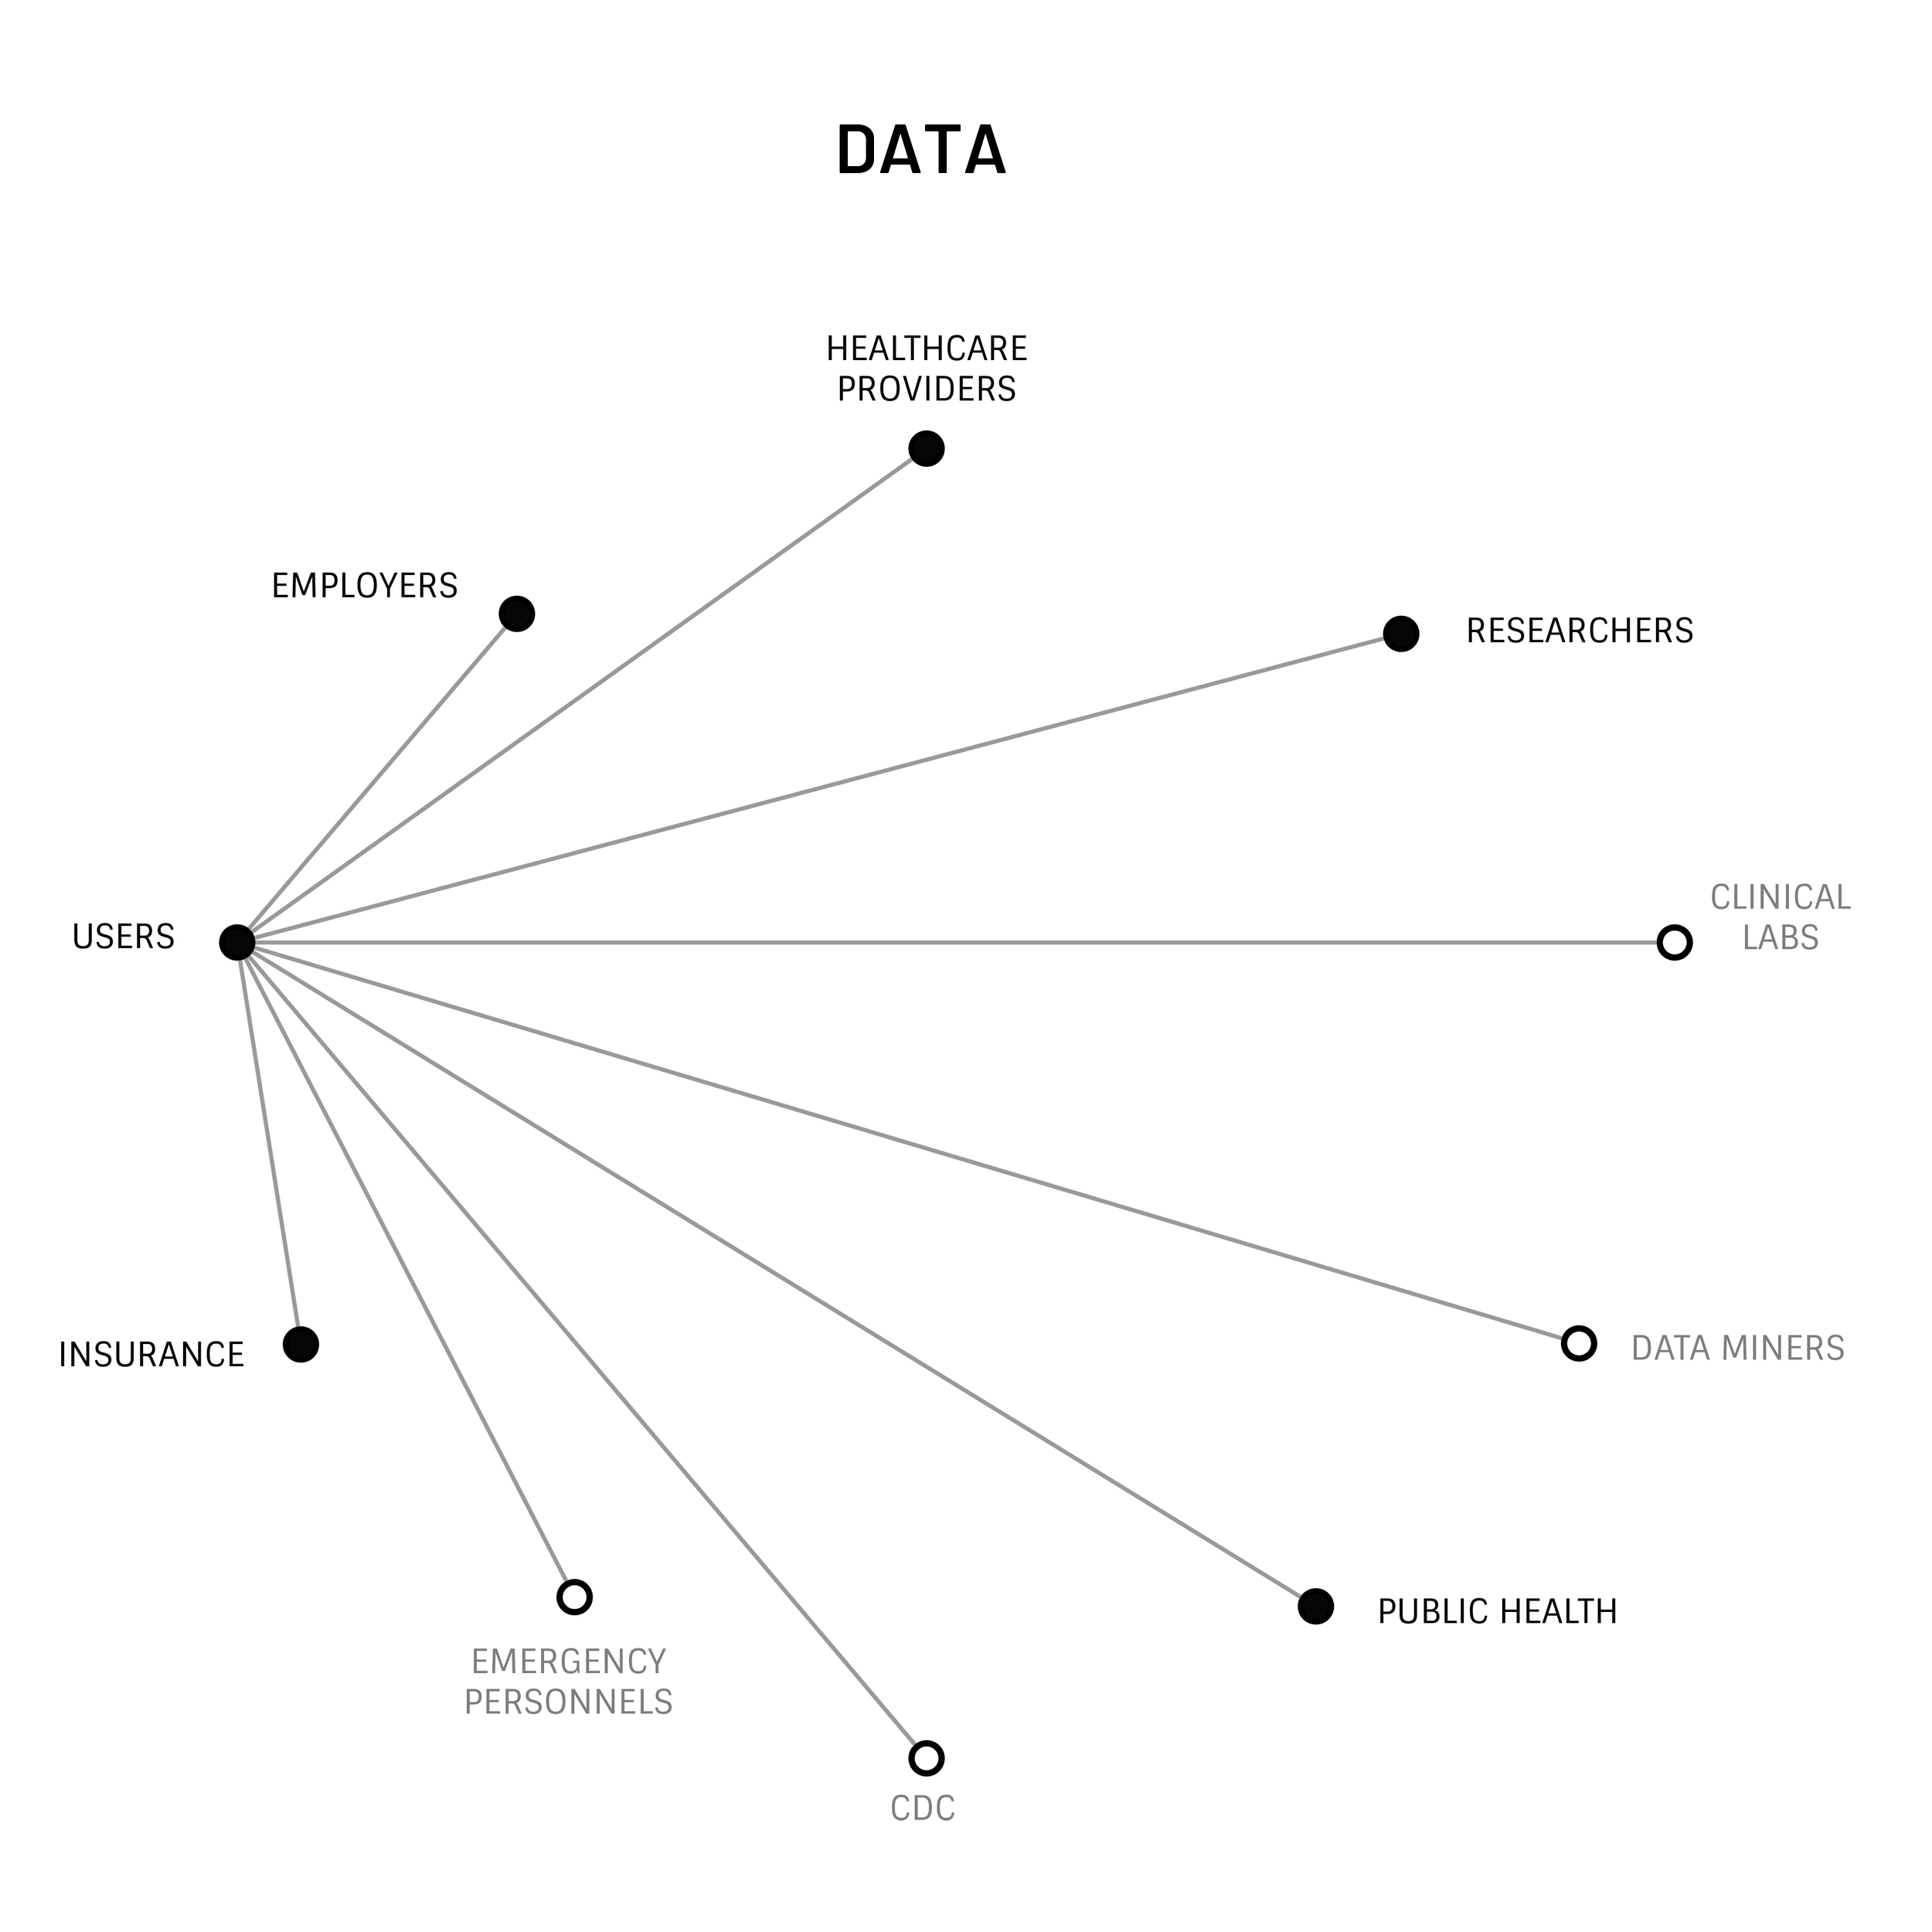 DATA
HEALTHCARE
PROVIDERS
EMPLOYERS
RESEARCHERS
CLINICAL
LABS
USERS
INSURANCE
DATA MINERS
PUBLIC HEALTH
EMERGENCY
PERSONNELS
CDC